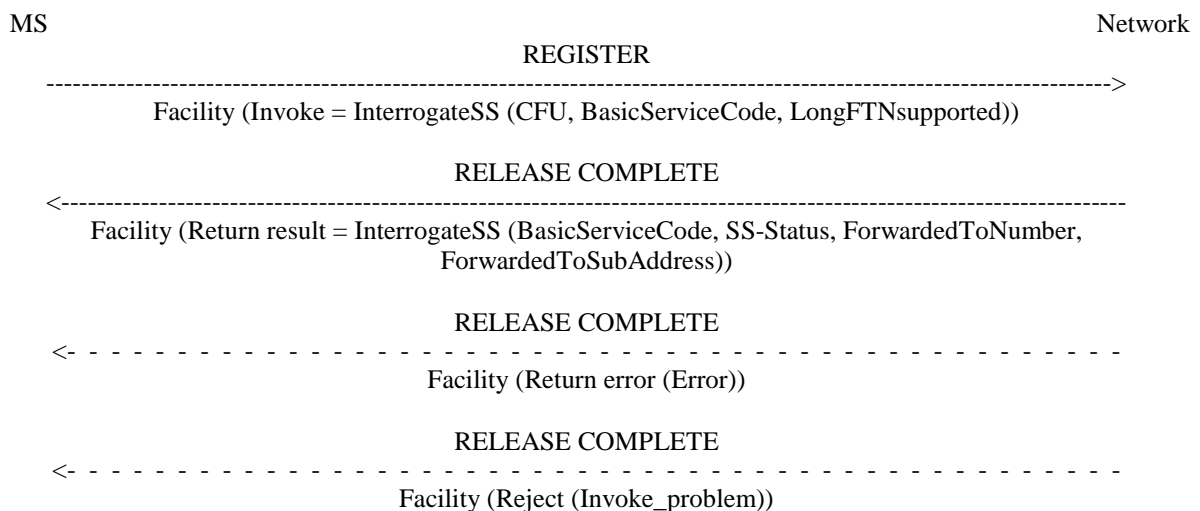 MS Network
REGISTER
------------------------------------------------------------------------------------------------------------------------>
Facility (Invoke = InterrogateSS (CFU, BasicServiceCode, LongFTNsupported))
RELEASE COMPLETE
<------------------------------------------------------------------------------------------------------------------------
Facility (Return result = InterrogateSS (BasicServiceCode, SS-Status, ForwardedToNumber,
ForwardedToSubAddress))
RELEASE COMPLETE
<- - - - - - - - - - - - - - - - - - - - - - - - - - - - - - - - - - - - - - - - - - - - - - - -
Facility (Return error (Error))
RELEASE COMPLETE
<- - - - - - - - - - - - - - - - - - - - - - - - - - - - - - - - - - - - - - - - - - - - - - - -
Facility (Reject (Invoke_problem))